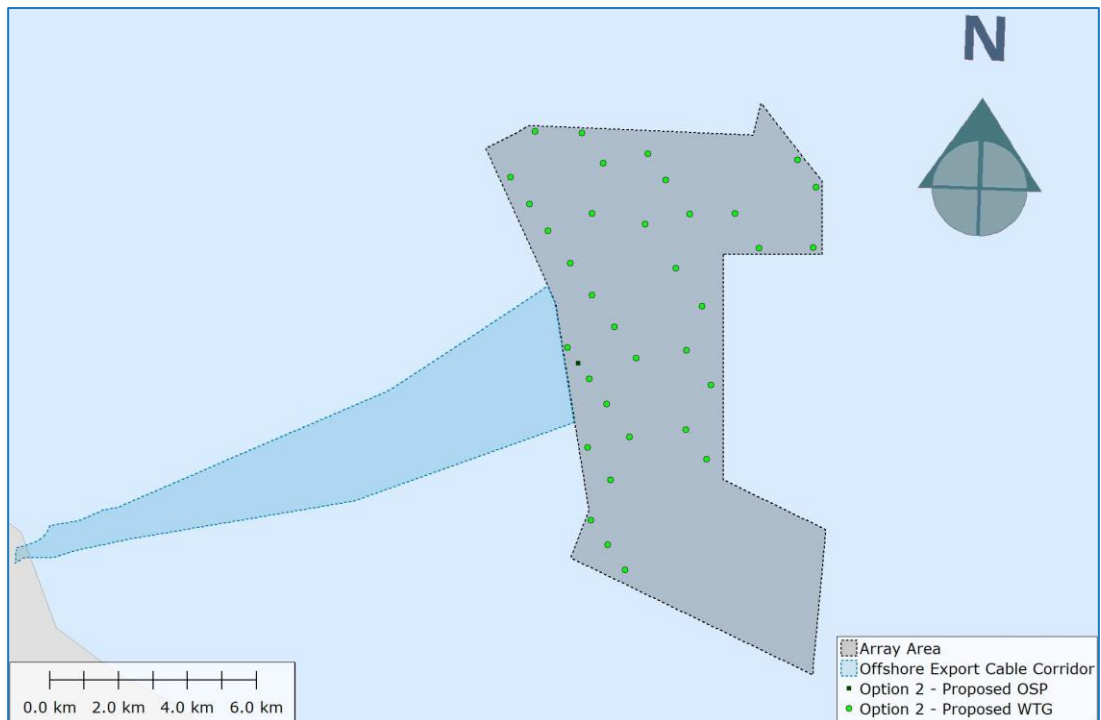 N
Array Area
Offshore Export Cable Corridor
Option 2 - Proposed OSP
Option 2 - Proposed WTG
0.0 km 2.0 km 4.0 km 6.0 km